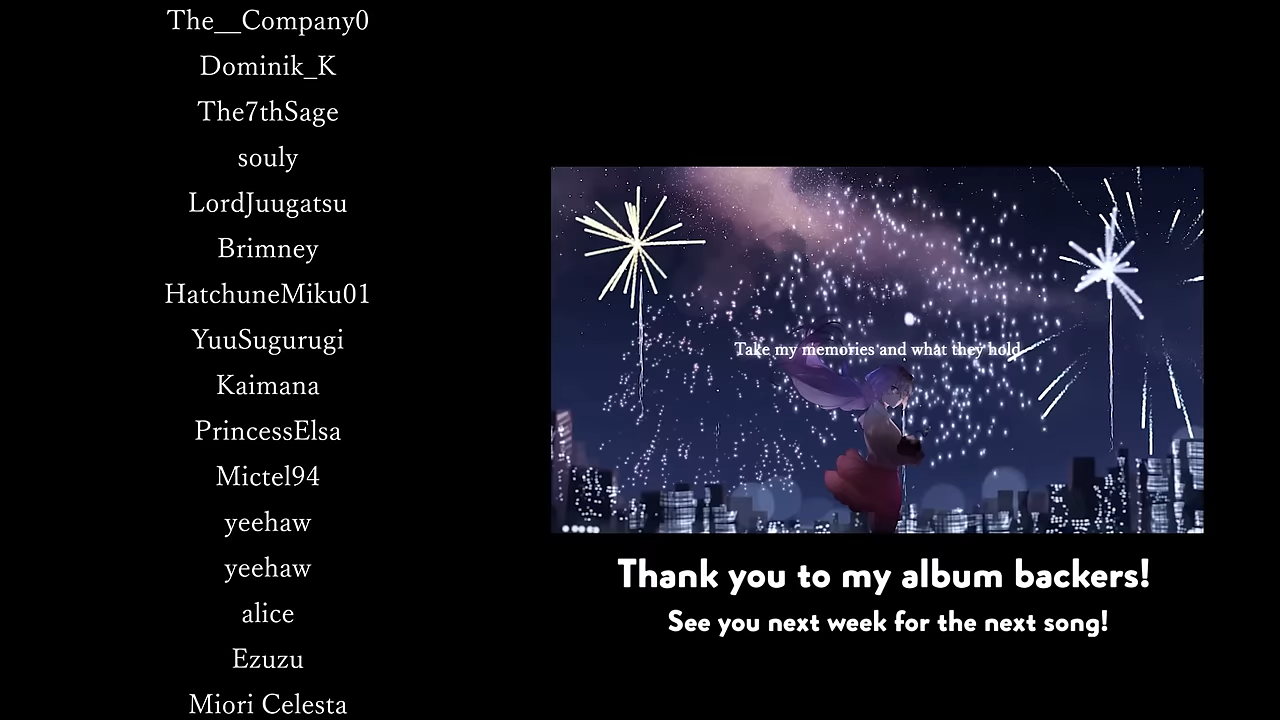 The__Company0
Dominik_K
The7thSage
souly
LordJuugatsu
Brimney
HatchuneMiku01
YuuSugurugi
Kaimana
PrincessElsa
Mictel94
yeehaw
yeehaw
alice
Ezuzu
Miori Celesta
Take my memories and what they hold
Thank you to my album backers!
See you next week for the next song!